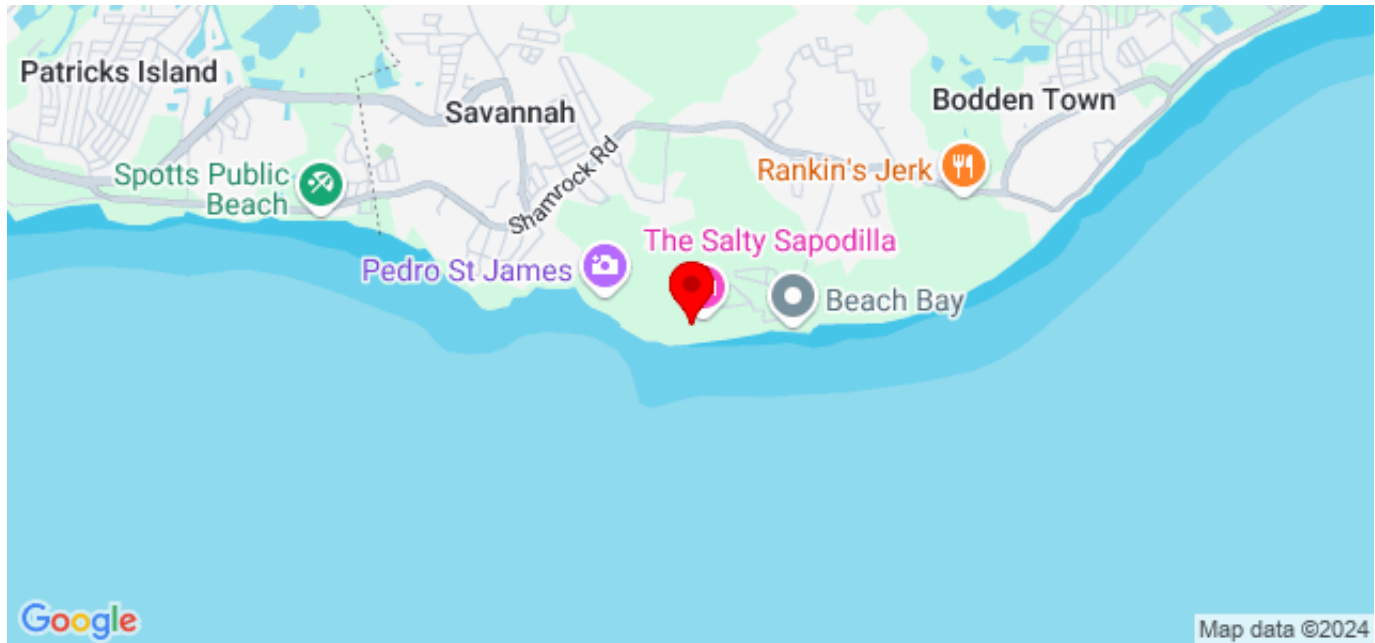 Patricks Island
Savannah
Bodden Town
Shamrock Rd
Spotts Public
Beach
Rankin's Jerk
The Salty Sapodilla
Pedro St James
Beach Bay
Google
Map data ©2024